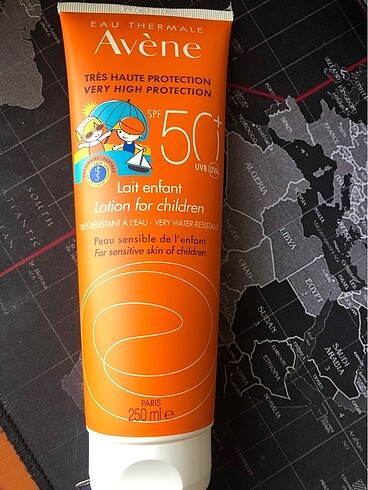 EAU THERMALE
Avène
TRÈS HAUTE PROTECTION
VERY HIGH PROTECTION
SPF 50+
UVB UVA
Lait enfant
Lotion for children
TRÈS RÉSISTANT À L'EAU - VERY WATER-RESISTANT
Peau sensible de l'enfant
For sensitive skin of children
PARIS
250 ml e
ALGERIA
LIBYA
EGYPT
SUDAN
SAUDI
ARABIA
SOUTH
ATLANTIC